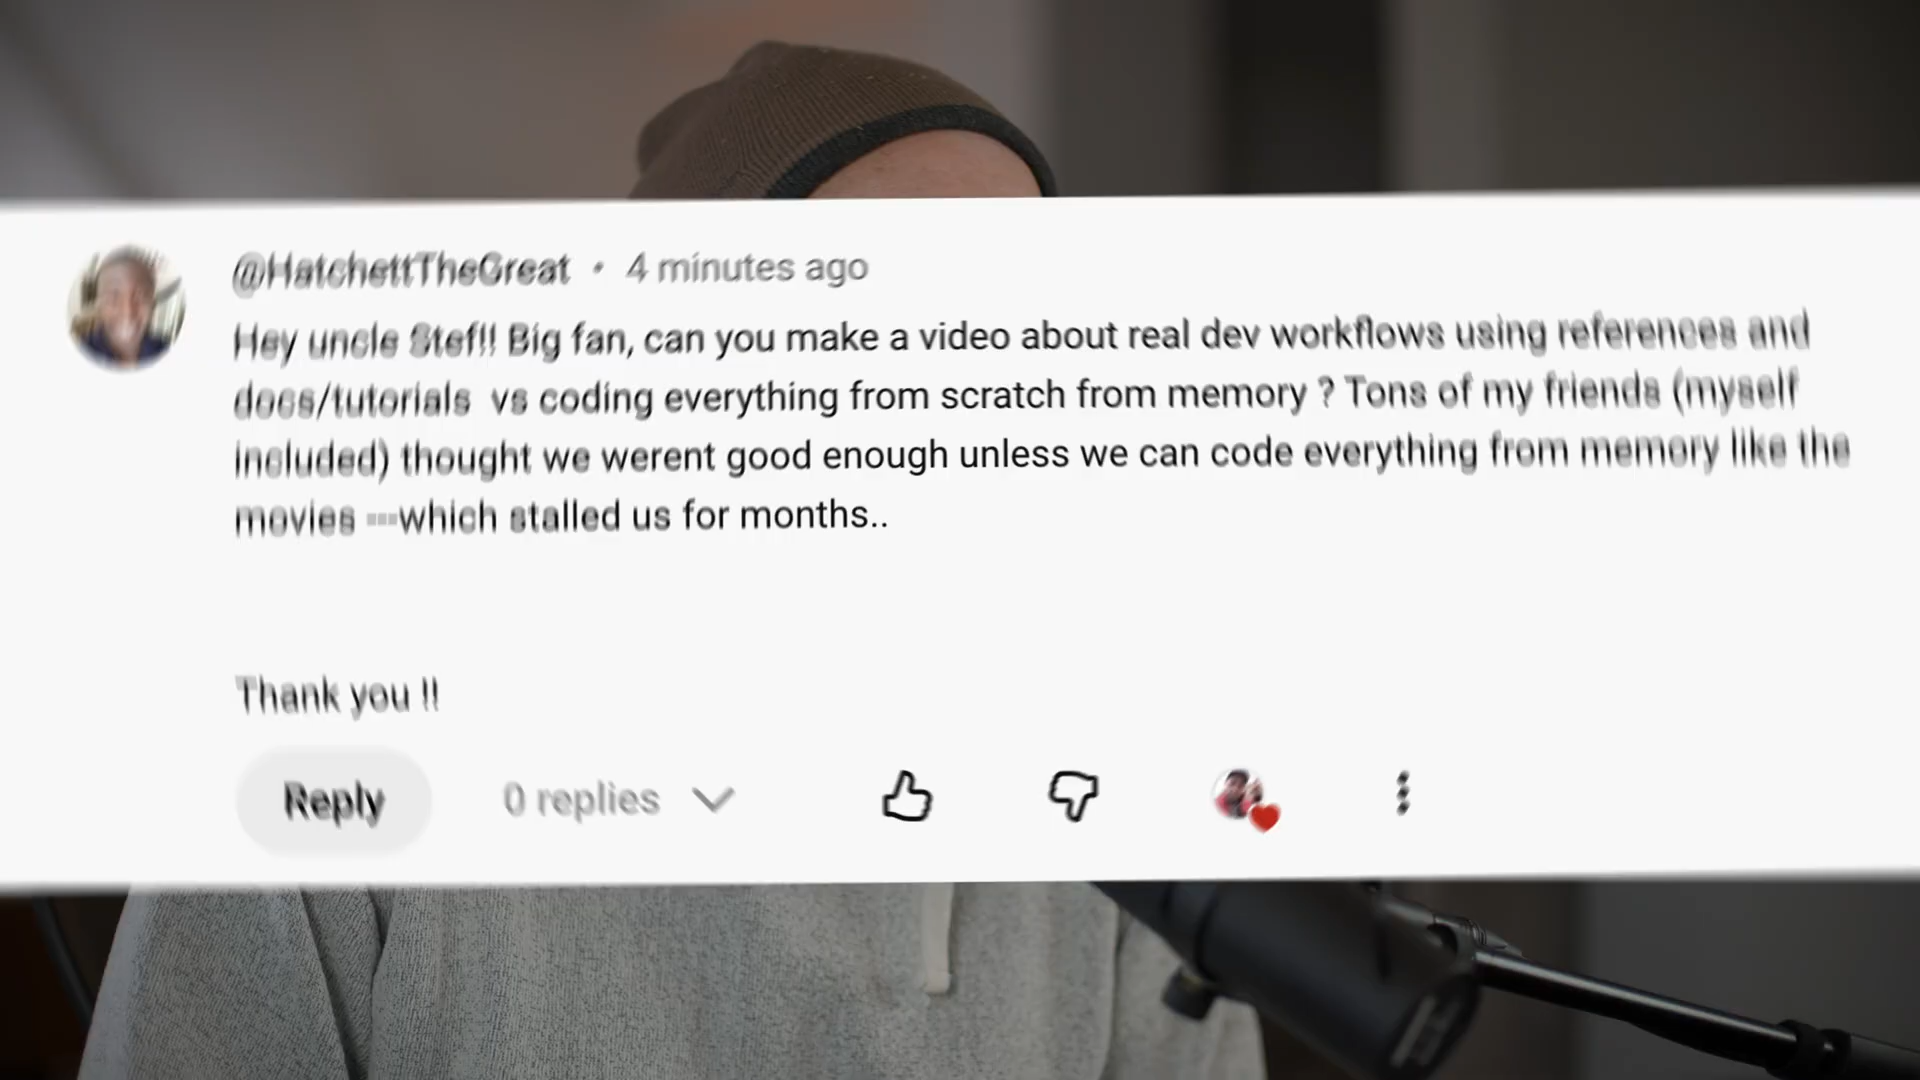 @HatchettTheGreat • 4 minutes ago
Hey uncle Stef!! Big fan, can you make a video about real dev workflows using references and
docs/tutorials vs coding everything from scratch from memory ? Tons of my friends (myself
included) thought we werent good enough unless we can code everything from memory like the
movies ---which stalled us for months..
Thank you !!
Reply
0 replies